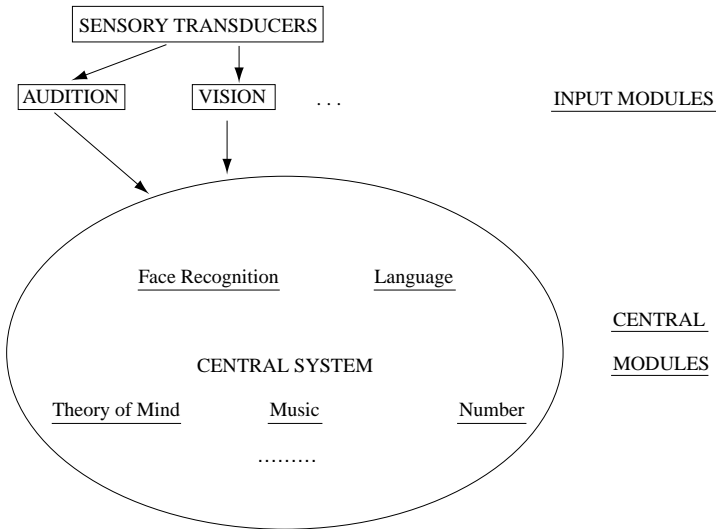 SENSORY TRANSDUCERS
AUDITION VISION . . . INPUT MODULES
Face Recognition Language
CENTRAL
MODULES
CENTRAL SYSTEM
Theory of Mind Music Number
.........